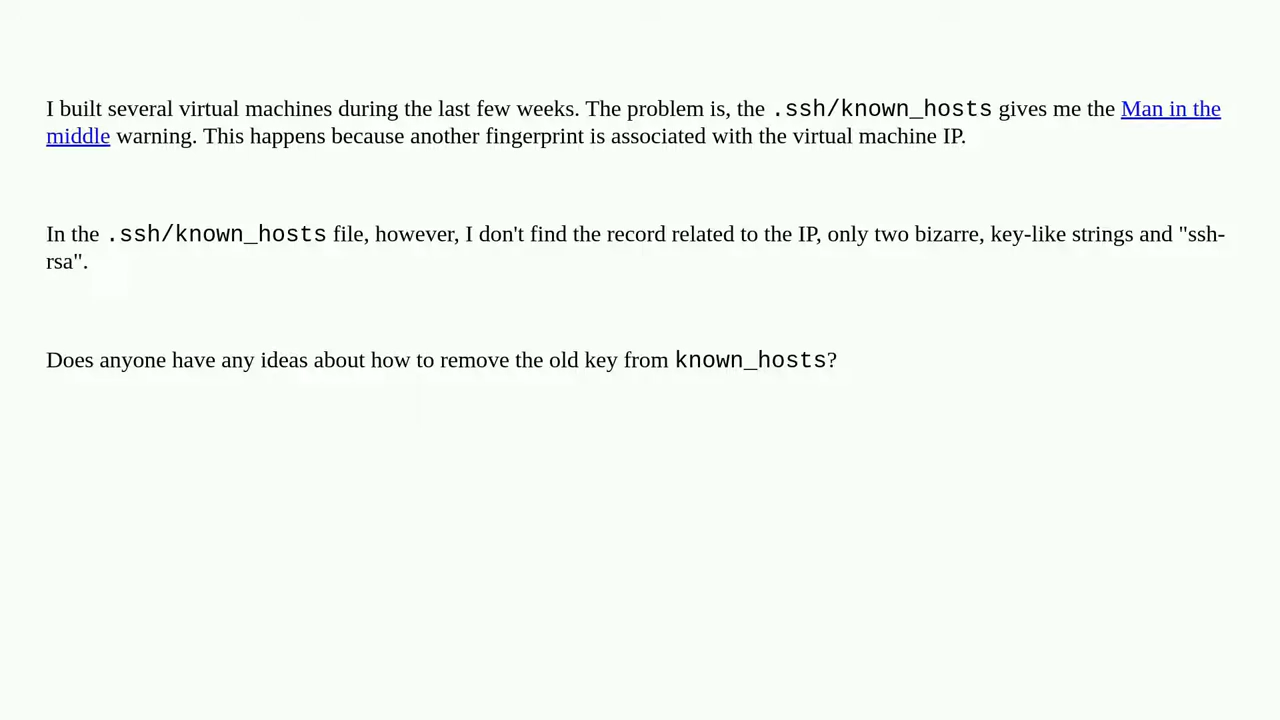 I built several virtual machines during the last few weeks. The problem is, the .ssh/known_hosts gives me the Man in the
middle warning. This happens because another fingerprint is associated with the virtual machine IP.
In the .ssh/known_hosts file, however, I don't find the record related to the IP, only two bizarre, key-like strings and "ssh-
rsa".
Does anyone have any ideas about how to remove the old key from known_hosts?